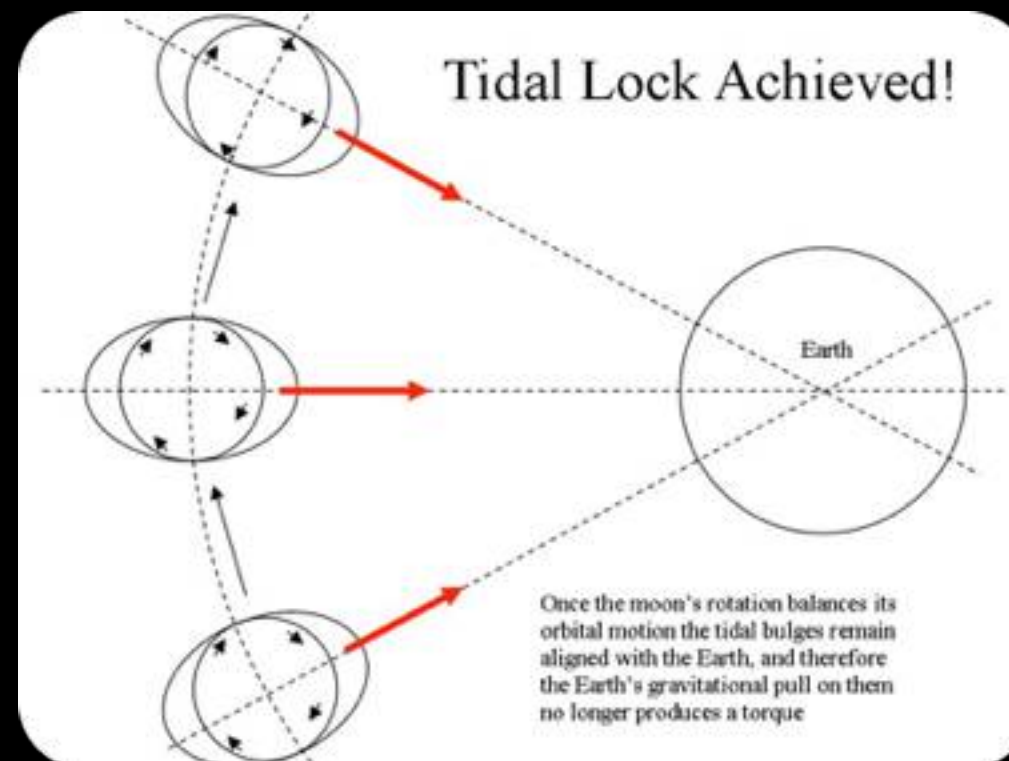 Tidal Lock Achieved!
Earth
Once the moon's rotation balances its
orbital motion the tidal bulges remain
aligned with the Earth, and therefore
the Earth's gravitational pull on them
no longer produces a torque